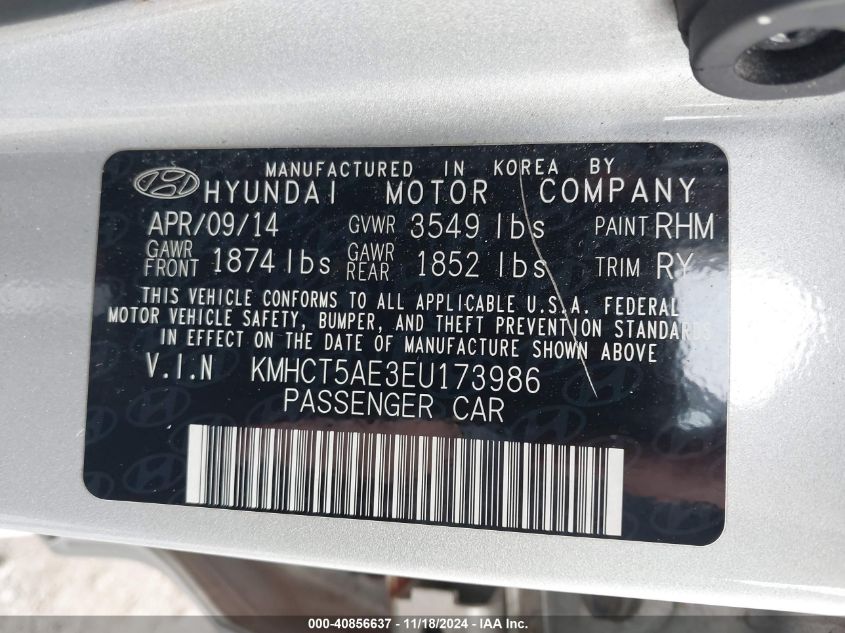 MANUFACTURED IN KOREA BY
HYUNDAI MOTOR COMPANY
APR/09/14 GVWR 3549 lbs PAINT RHM
GAWR FRONT 1874 lbs GAWR REAR 1852 lbs TRIM RY
THIS VEHICLE CONFORMS TO ALL APPLICABLE U.S.A. FEDERAL
MOTOR VEHICLE SAFETY, BUMPER, AND THEFT PREVENTION STANDARDS
IN EFFECT ON THE DATE OF MANUFACTURE SHOWN ABOVE
V.I.N KMHCT5AE3EU173986
PASSENGER CAR
000-40856637 - 11/18/2024 - IAA Inc.